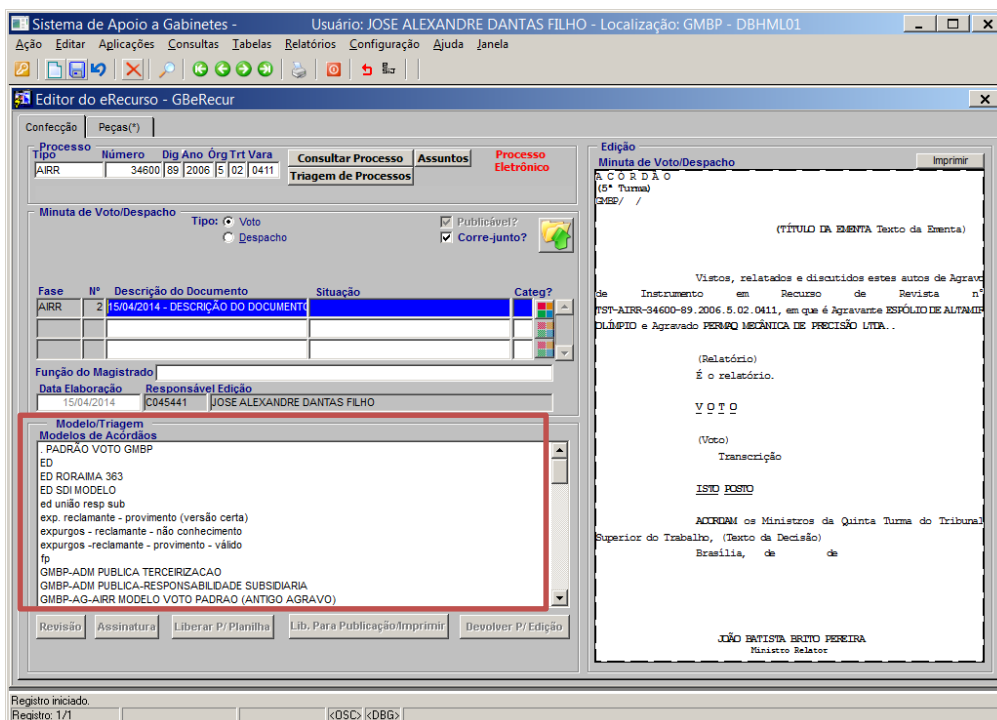 Sistema de Apoio a Gabinetes - Usuário: JOSE ALEXANDRE DANTAS FILHO - Localização: GMBP - DBHML01
Ação Editar Aplicações Consultas Tabelas Relatórios Configuração Ajuda Janela
Editor do eRecurso - GBeRecur
Confecção Peças(*)
Processo
Tipo Número Dig Ano Órg Trt Vara
AIRR 34600 89 2006 5 02 0411
Consultar Processo Assuntos
Triagem de Processos
Processo
Eletrônico
Minuta de Voto/Despacho
Tipo: Voto
Despacho
Publicável?
Corre-junto?
Fase Nº Descrição do Documento Situação Categ?
AIRR 2 15/04/2014 - DESCRIÇÃO DO DOCUMENTO
Função do Magistrado
Data Elaboração Responsável Edição
15/04/2014 C045441 JOSE ALEXANDRE DANTAS FILHO
Modelo/Triagem
Modelos de Acórdãos
. PADRÃO VOTO GMBP
ED
ED RORAIMA 363
ED SDI MODELO
ed união resp sub
exp. reclamante - provimento (versão certa)
expurgos - reclamante - não conhecimento
expurgos -reclamante - provimento - válido
fp
GMBP-ADM PUBLICA TERCEIRIZACAO
GMBP-ADM PUBLICA-RESPONSABILIDADE SUBSIDIARIA
GMBP-AG-AIRR MODELO VOTO PADRAO (ANTIGO AGRAVO)
Revisão Assinatura Liberar P/ Planilha Lib. Para Publicação/Imprimir Devolver P/ Edição
Edição
Minuta de Voto/Despacho Imprimir
A C Ó R D Ã O
(5ª Turma)
GMBP/ /
(TÍTULO DA EMENTA Texto da Ementa)
Vistos, relatados e discutidos estes autos de Agravo
de Instrumento em Recurso de Revista nº
TST-AIRR-34600-89.2006.5.02.0411, em que é Agravante ESPÓLIO DE ALTAMIR
OLÍMPIO e Agravado PERMAQ MECÂNICA DE PRECISÃO LTDA..
(Relatório)
É o relatório.
V O T O
(Voto)
Transcrição
ISTO POSTO
ACORDAM os Ministros da Quinta Turma do Tribunal
Superior do Trabalho, (Texto da Decisão)
Brasília, de de
JOÃO BATISTA BRITO PEREIRA
Ministro Relator
Registro iniciado.
Registro: 1/1 <OSC> <DBG>